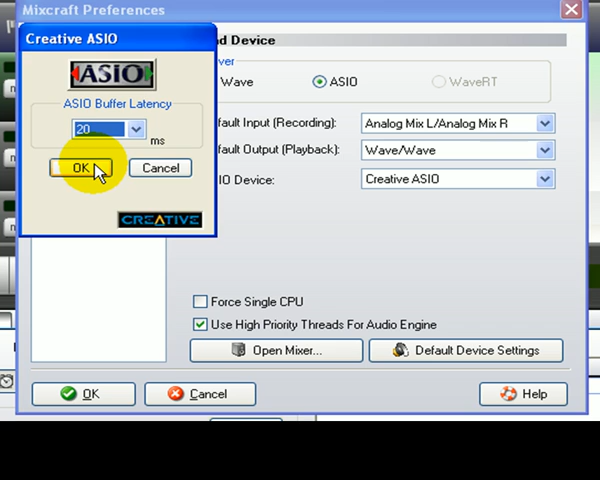 Mixcraft Preferences
Creative ASIO
ASIO
ASIO Buffer Latency
20
ms
OK
Cancel
CREATIVE
nd Device
ver
Wave
ASIO
WaveRT
fault Input (Recording):
Analog Mix L/Analog Mix R
fault Output (Playback):
Wave/Wave
IO Device:
Creative ASIO
Force Single CPU
Use High Priority Threads For Audio Engine
Open Mixer...
Default Device Settings
OK
Cancel
Help